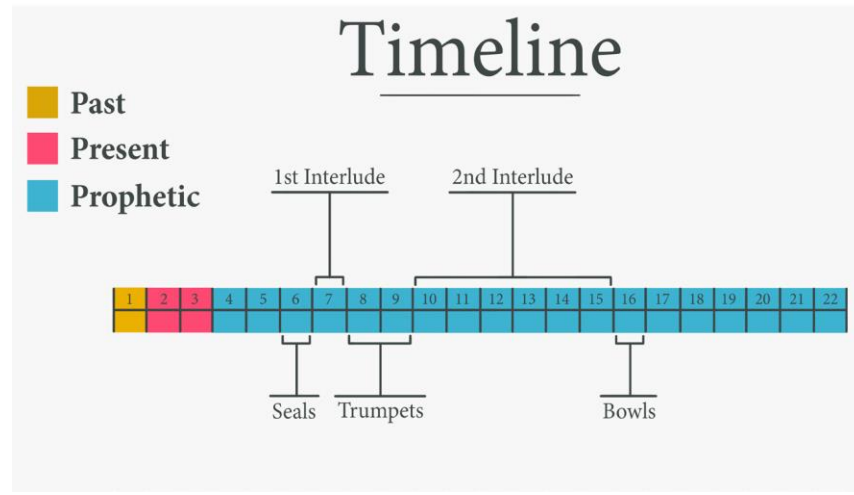 Timeline
Past
Present
Prophetic
1st Interlude
2nd Interlude
1 2 3 4 5 6 7 8 9 10 11 12 13 14 15 16 17 18 19 20 21 22
Seals
Trumpets
Bowls